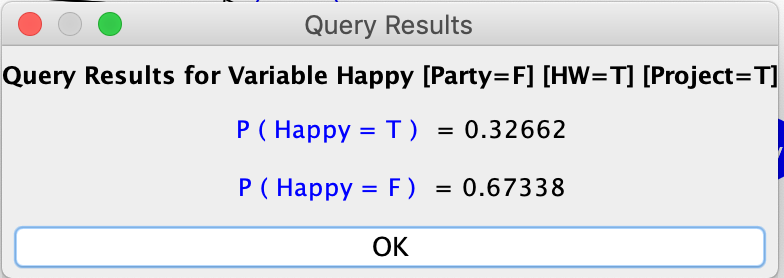 Query Results
Query Results for Variable Happy [Party=F] [HW=T] [Project=T]
P ( Happy = T ) = 0.32662
P ( Happy = F ) = 0.67338
OK